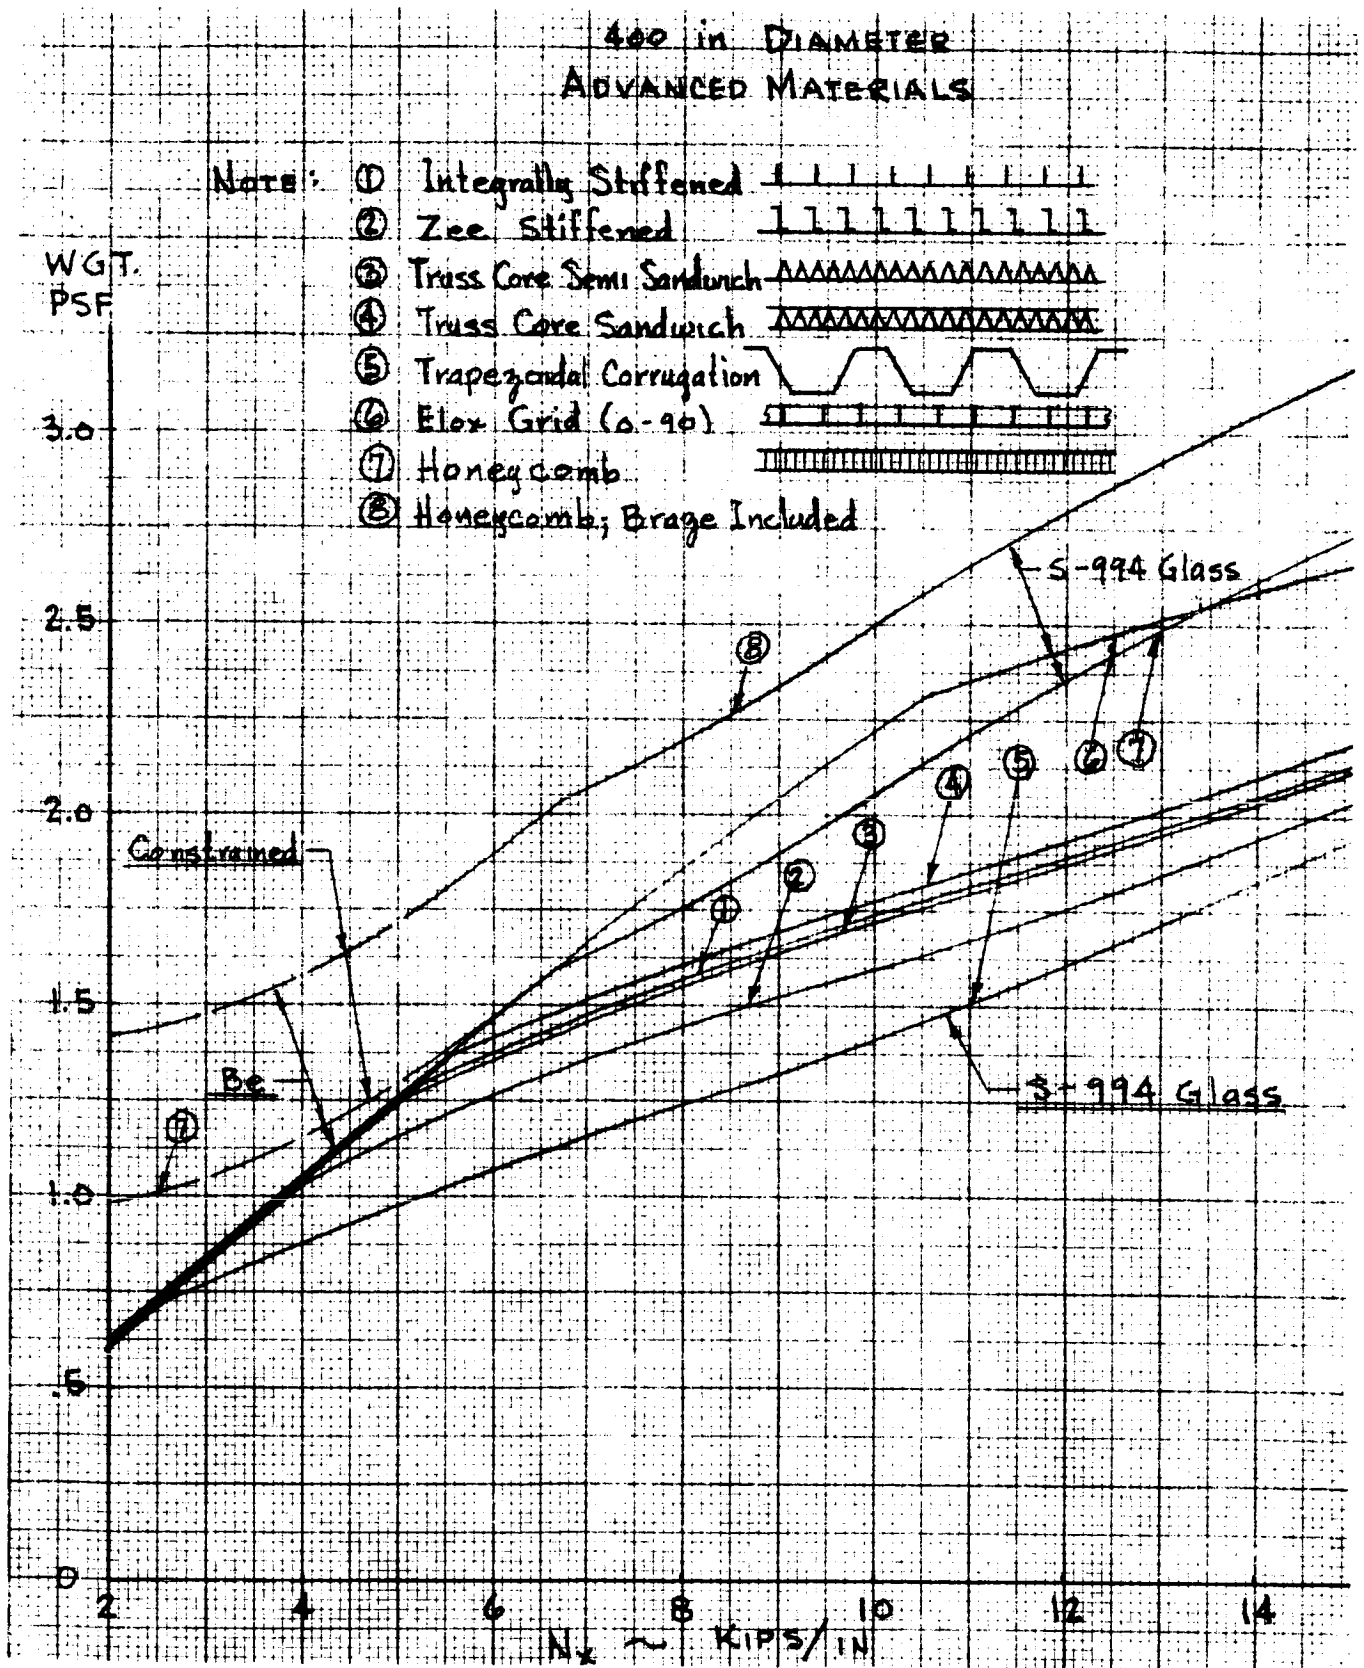 400 in DIAMETER
ADVANCED MATERIALS
NOTE: ① Integrally Stiffened
② Zee Stiffened
③ Truss Core Semi Sandwich
④ Truss Core Sandwich
⑤ Trapezoidal Corrugation
⑥ Elox Grid (0-90)
⑦ Honeycomb
⑧ Honeycomb; Braze Included
WGT.
PSF
3.0
S-994 Glass
2.5
⑧
⑥ ⑦
⑤
④
2.0
③
Constrained
②
①
1.5
Be
S-994 Glass
⑦
1.0
.5
0
2 4 6 8 10 12 14
Nx ~ KIPS/IN